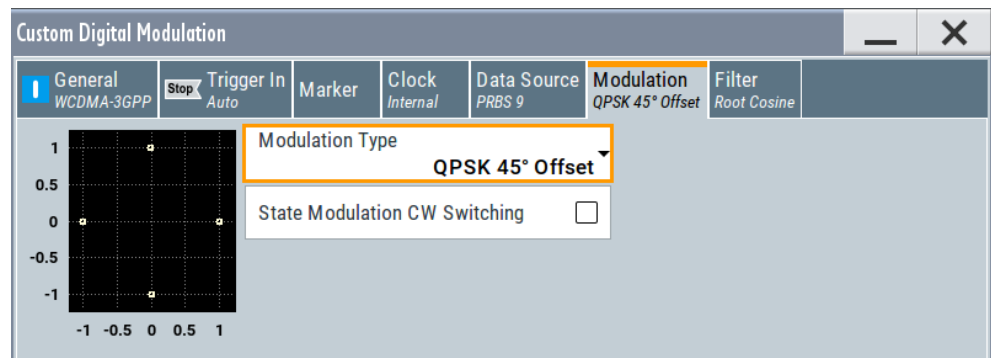 Custom Digital Modulation
General
WCDMA-3GPP
Stop
Trigger In
Auto
Marker
Clock
Internal
Data Source
PRBS 9
Modulation
QPSK 45° Offset
Filter
Root Cosine
1
0.5
0
-0.5
-1
-1 -0.5 0 0.5 1
Modulation Type
QPSK 45° Offset
State Modulation CW Switching